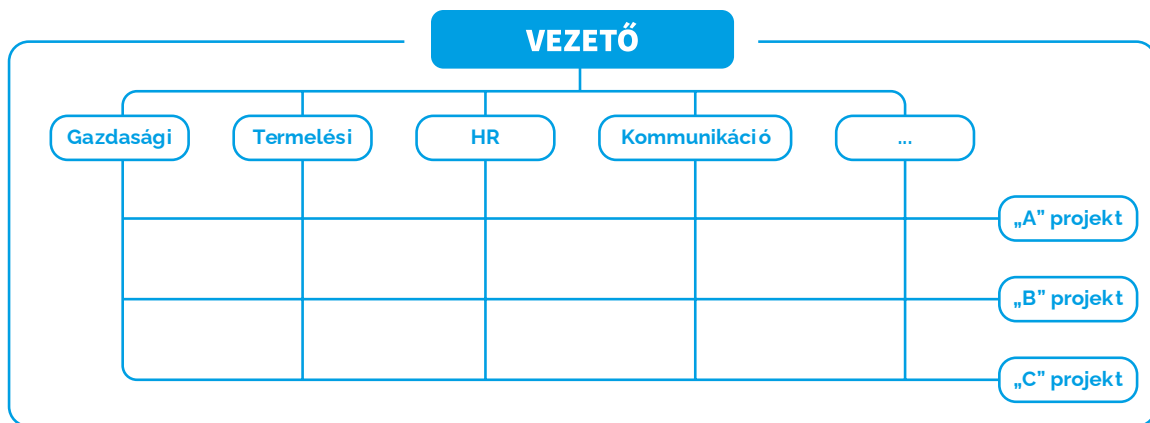 VEZETŐ
Gazdasági
Termelési
HR
Kommunikáció
...
„A” projekt
„B” projekt
„C” projekt